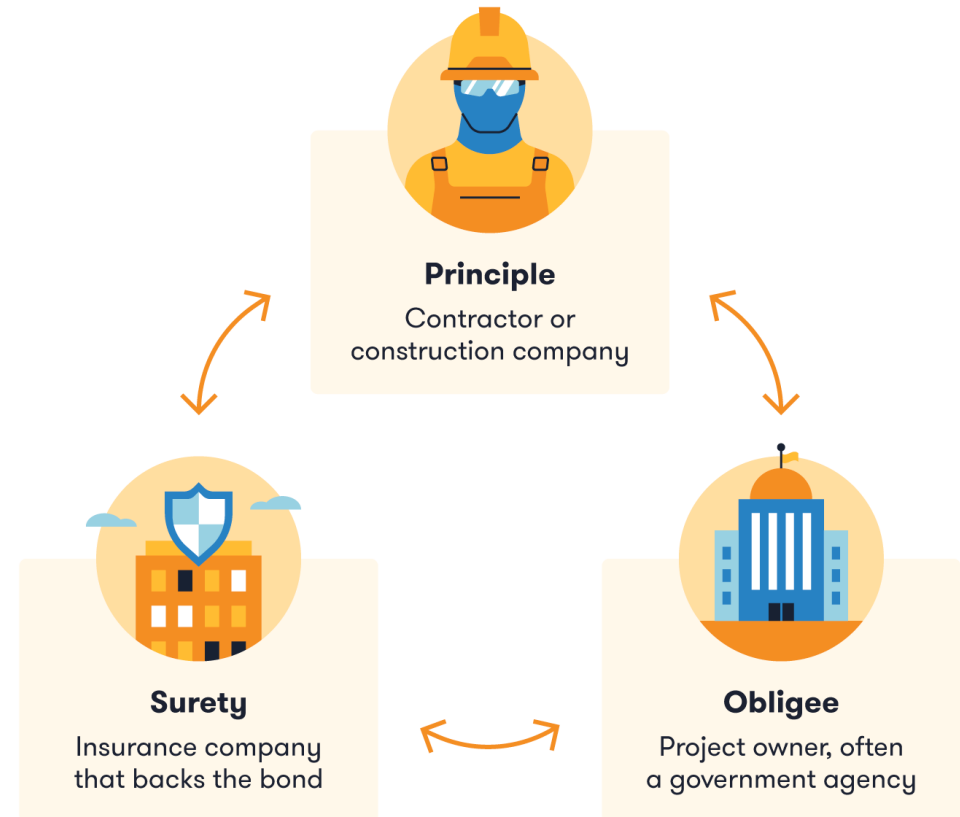 Principle
Contractor or
construction company
Surety
Insurance company
that backs the bond
Obligee
Project owner, often
a government agency